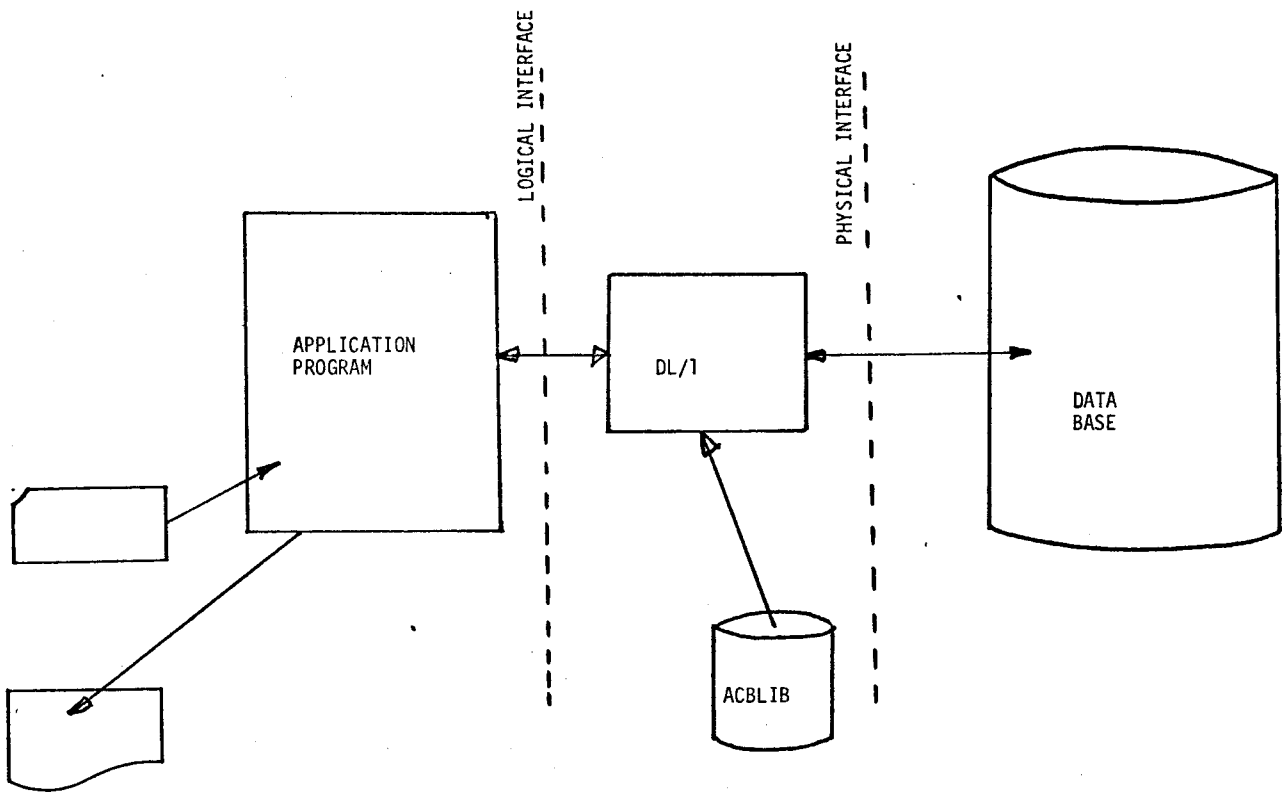 LOGICAL INTERFACE
PHYSICAL INTERFACE
APPLICATION
PROGRAM
DL/1
DATA
BASE
ACBLIB